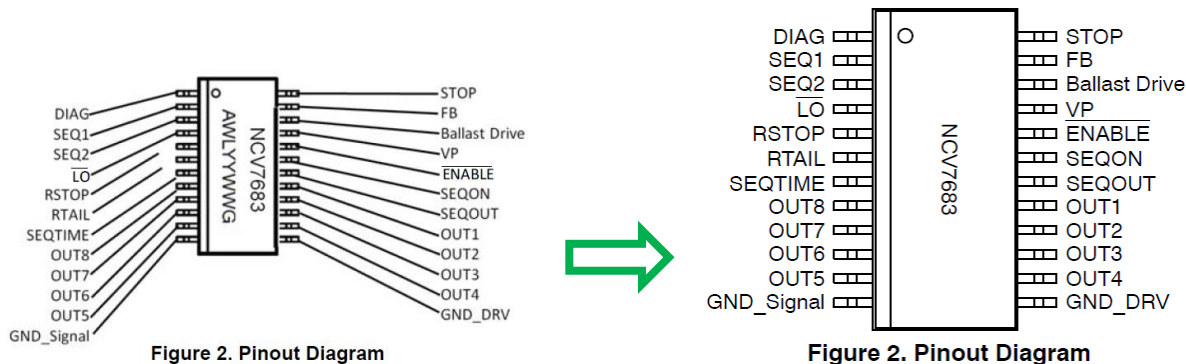 DIAG
SEQ1
SEQ2
LO
RSTOP
RTAIL
SEQTIME
OUT8
OUT7
OUT6
OUT5
GND_Signal
NCV7683
AWLYYWWG
STOP
FB
Ballast Drive
VP
ENABLE
SEQON
SEQOUT
OUT1
OUT2
OUT3
OUT4
GND_DRV
Figure 2. Pinout Diagram
DIAG
SEQ1
SEQ2
LO
RSTOP
RTAIL
SEQTIME
OUT8
OUT7
OUT6
OUT5
GND_Signal
NCV7683
STOP
FB
Ballast Drive
VP
ENABLE
SEQON
SEQOUT
OUT1
OUT2
OUT3
OUT4
GND_DRV
Figure 2. Pinout Diagram